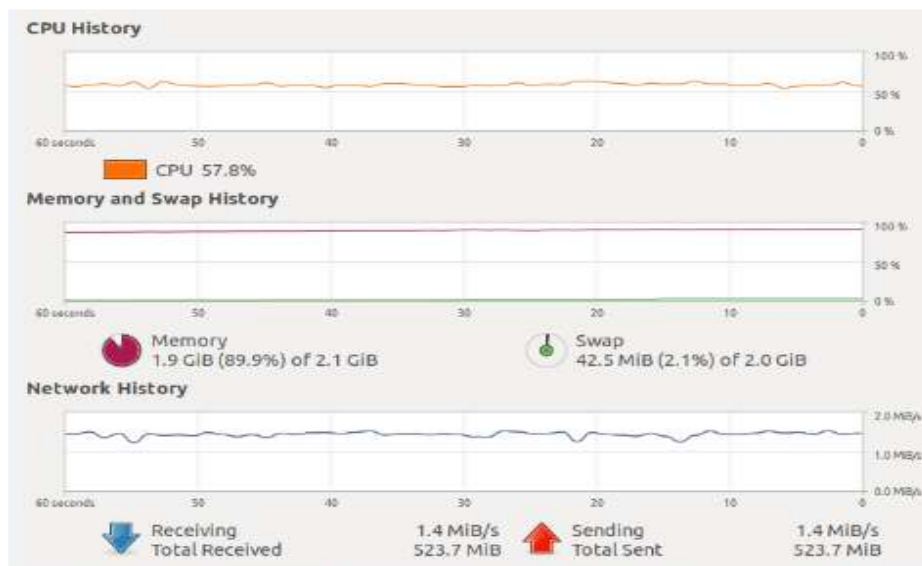 CPU History
100 %
50 %
0 %
60 seconds 50 40 30 20 10 0
CPU 57.8%
Memory and Swap History
100 %
50 %
0 %
60 seconds 50 40 30 20 10 0
Memory
1.9 GiB (89.9%) of 2.1 GiB
Swap
42.5 MiB (2.1%) of 2.0 GiB
Network History
2.0 MiB/s
1.0 MiB/s
0.0 MiB/s
60 seconds 50 40 30 20 10 0
Receiving 1.4 MiB/s
Total Received 523.7 MiB
Sending 1.4 MiB/s
Total Sent 523.7 MiB